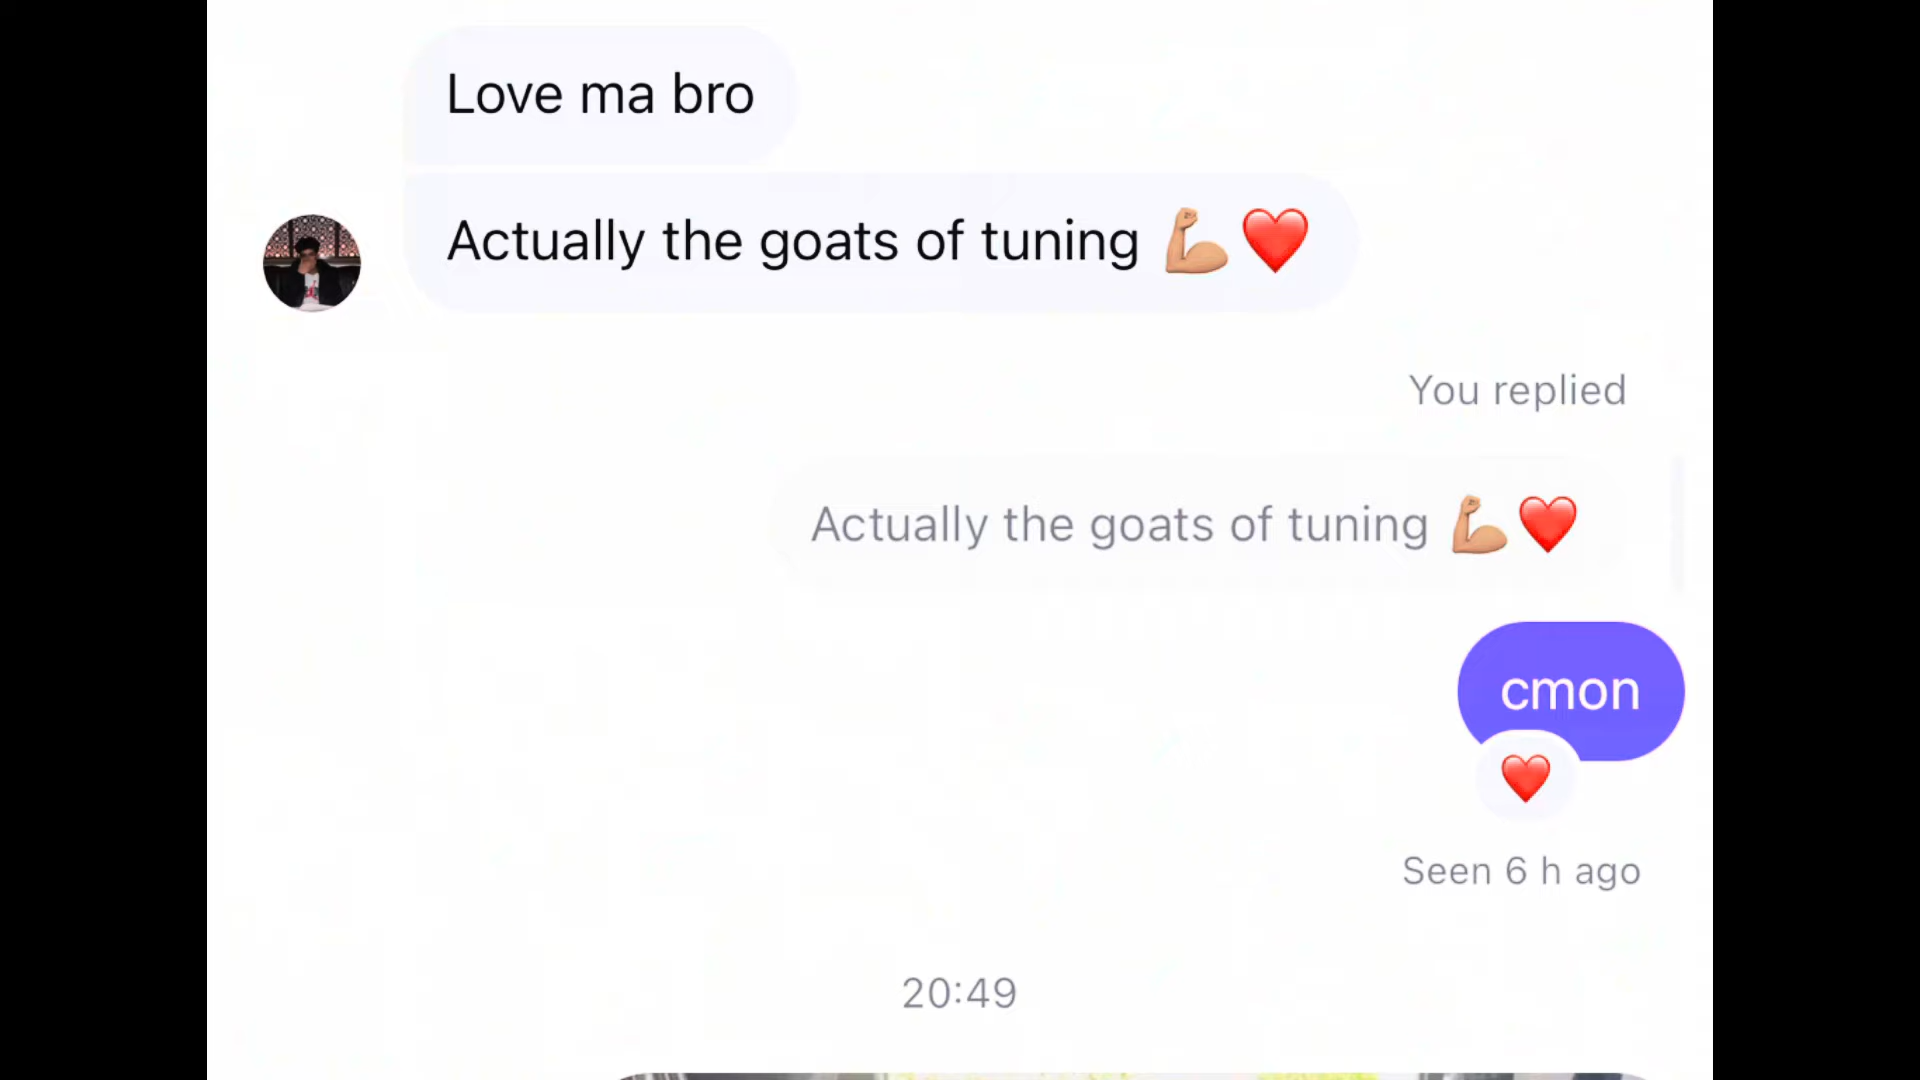 Love ma bro
Actually the goats of tuning 💪🏼❤️
You replied
Actually the goats of tuning 💪🏼❤️
cmon
❤️
Seen 6 h ago
20:49